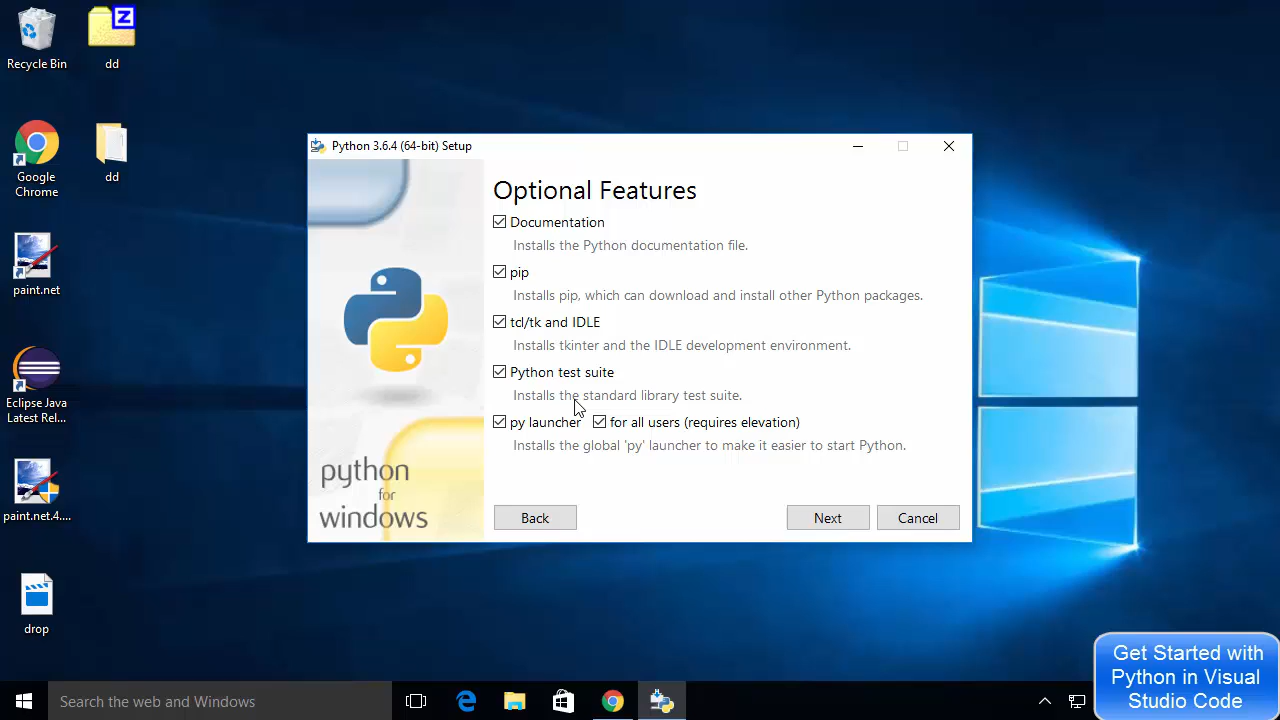 Recycle Bin
dd
Google
Chrome
dd
paint.net
Eclipse Java
Latest Rel...
paint.net.4....
drop
Python 3.6.4 (64-bit) Setup
Optional Features
Documentation
Installs the Python documentation file.
pip
Installs pip, which can download and install other Python packages.
tcl/tk and IDLE
Installs tkinter and the IDLE development environment.
Python test suite
Installs the standard library test suite.
py launcher for all users (requires elevation)
Installs the global 'py' launcher to make it easier to start Python.
python
for
windows
Back
Next
Cancel
Get Started with
Python in Visual
Studio Code
Search the web and Windows